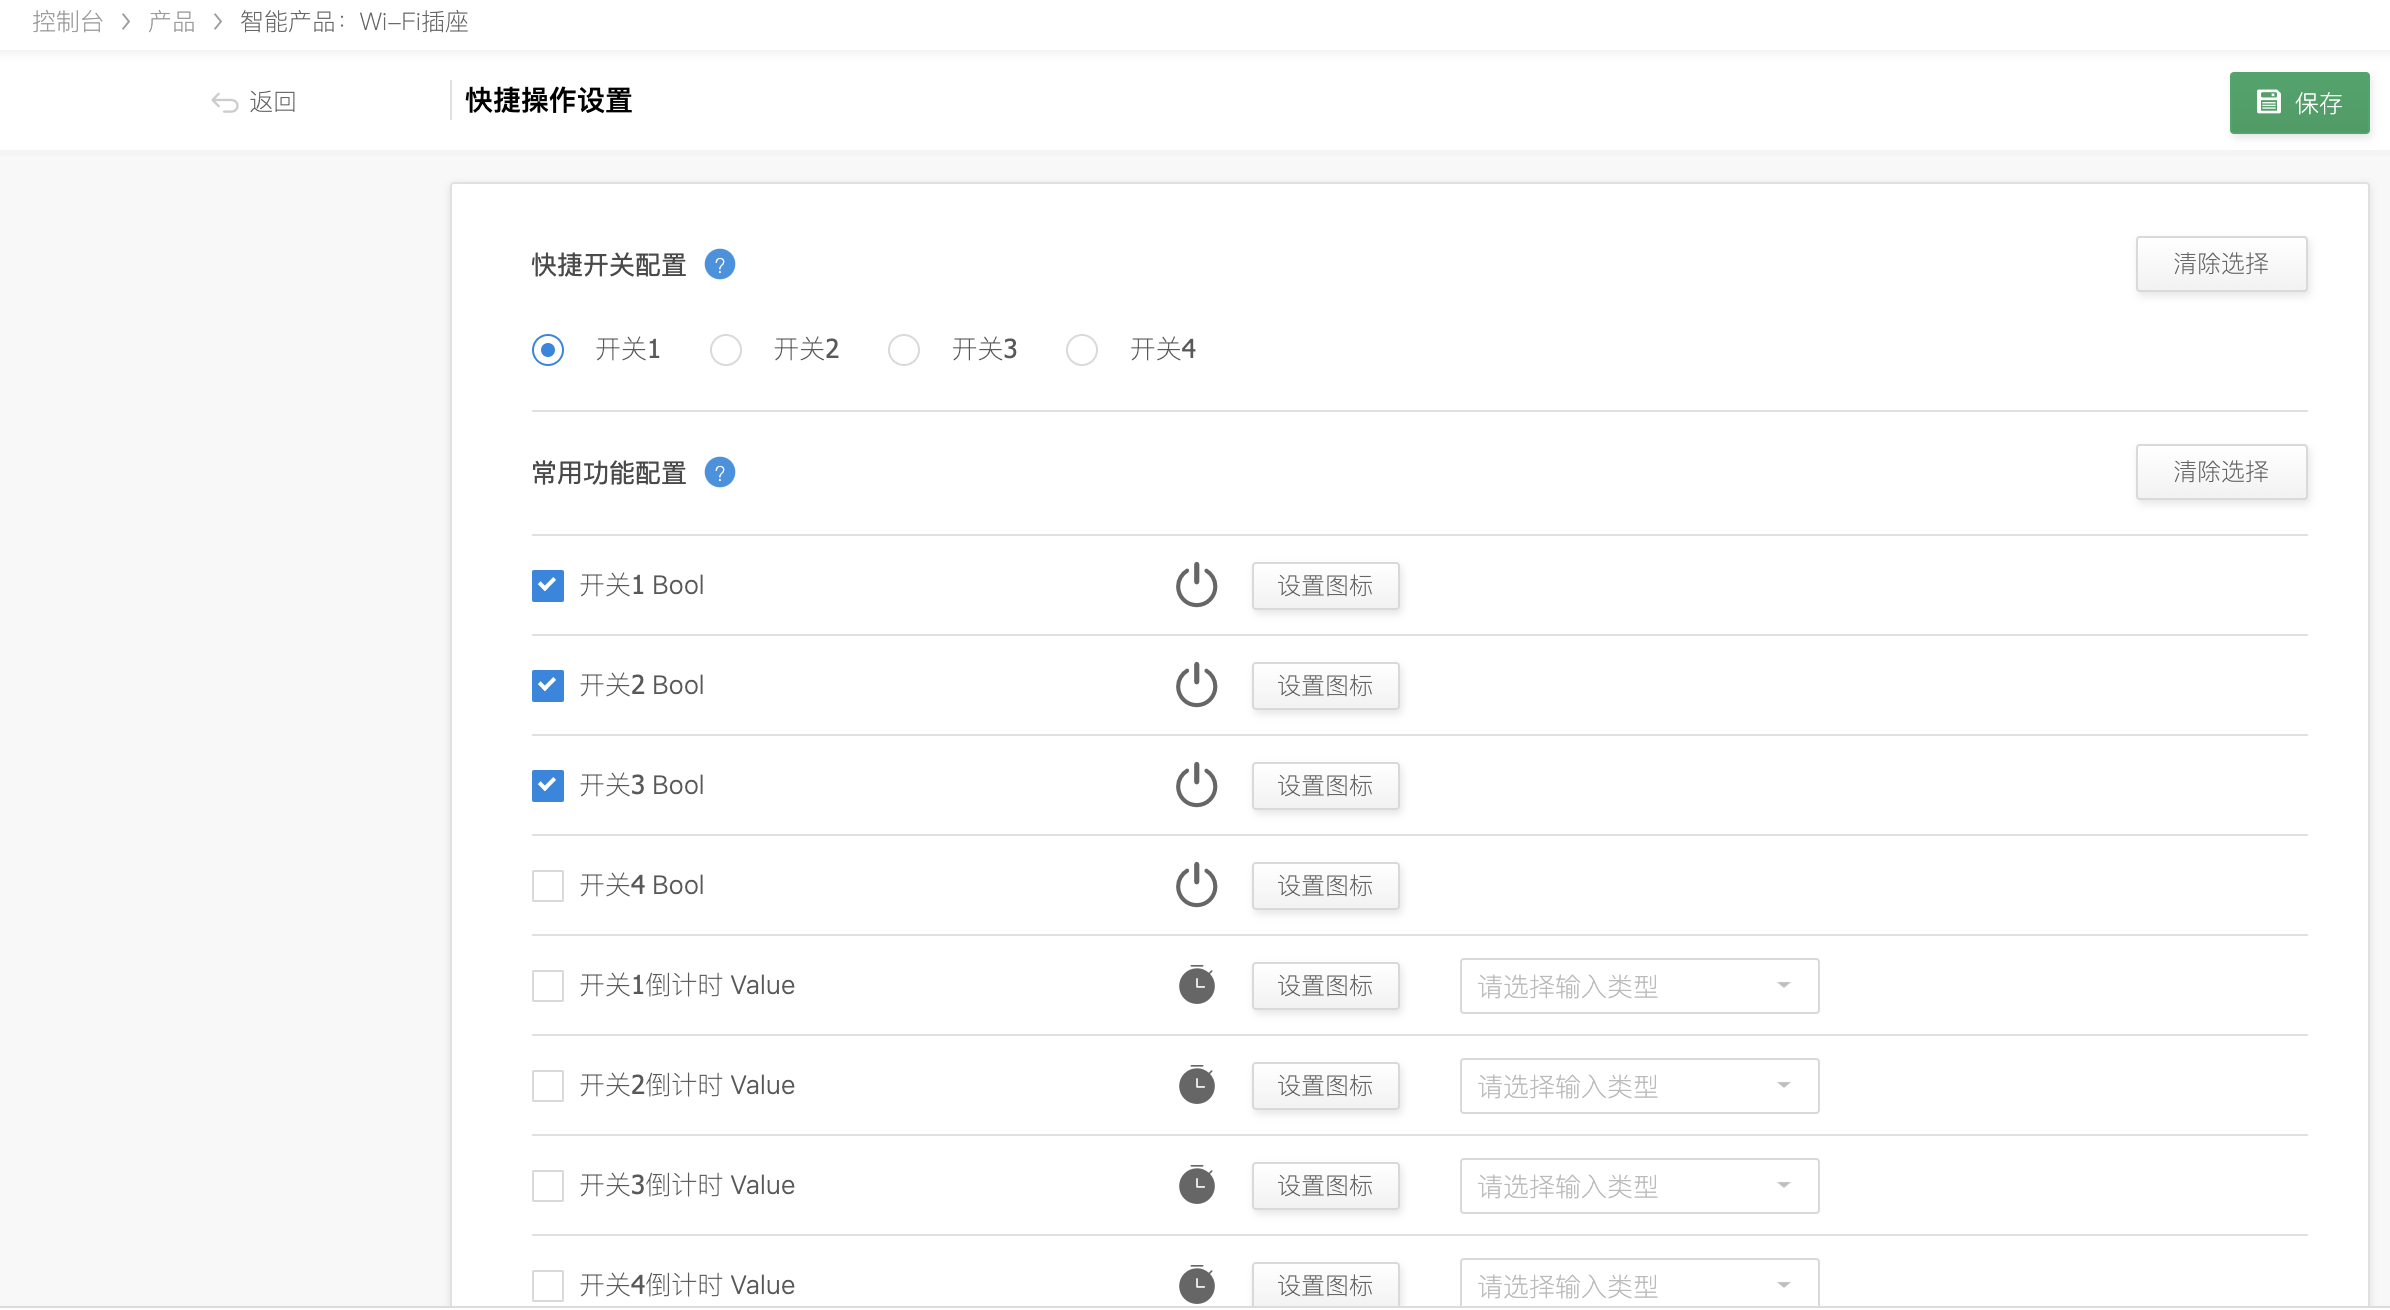 控制台 > 产品 > 智能产品：Wi-Fi插座
返回
快捷操作设置
保存
快捷开关配置 ?
清除选择
开关1 开关2 开关3 开关4
常用功能配置 ?
清除选择
开关1 Bool 设置图标
开关2 Bool 设置图标
开关3 Bool 设置图标
开关4 Bool 设置图标
开关1倒计时 Value 设置图标 请选择输入类型
开关2倒计时 Value 设置图标 请选择输入类型
开关3倒计时 Value 设置图标 请选择输入类型
开关4倒计时 Value 设置图标 请选择输入类型